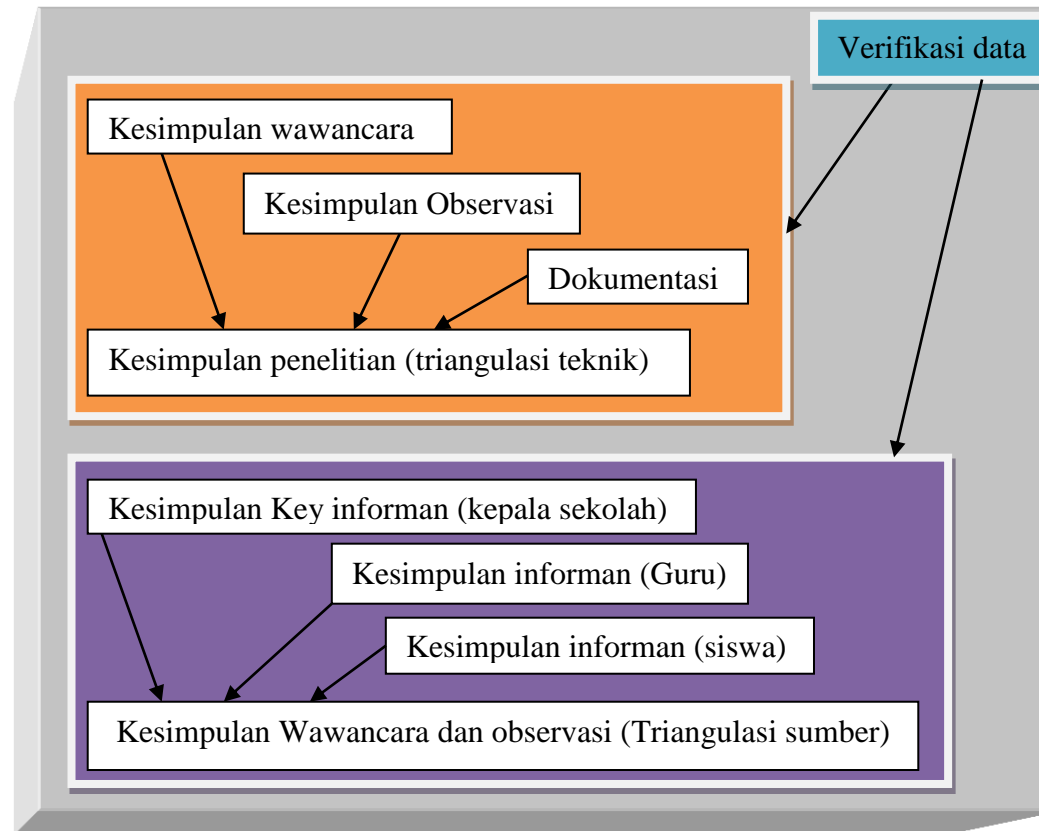 Verifikasi data
Kesimpulan wawancara
Kesimpulan Observasi
Dokumentasi
Kesimpulan penelitian (triangulasi teknik)
Kesimpulan Key informan (kepala sekolah)
Kesimpulan informan (Guru)
Kesimpulan informan (siswa)
Kesimpulan Wawancara dan observasi (Triangulasi sumber)